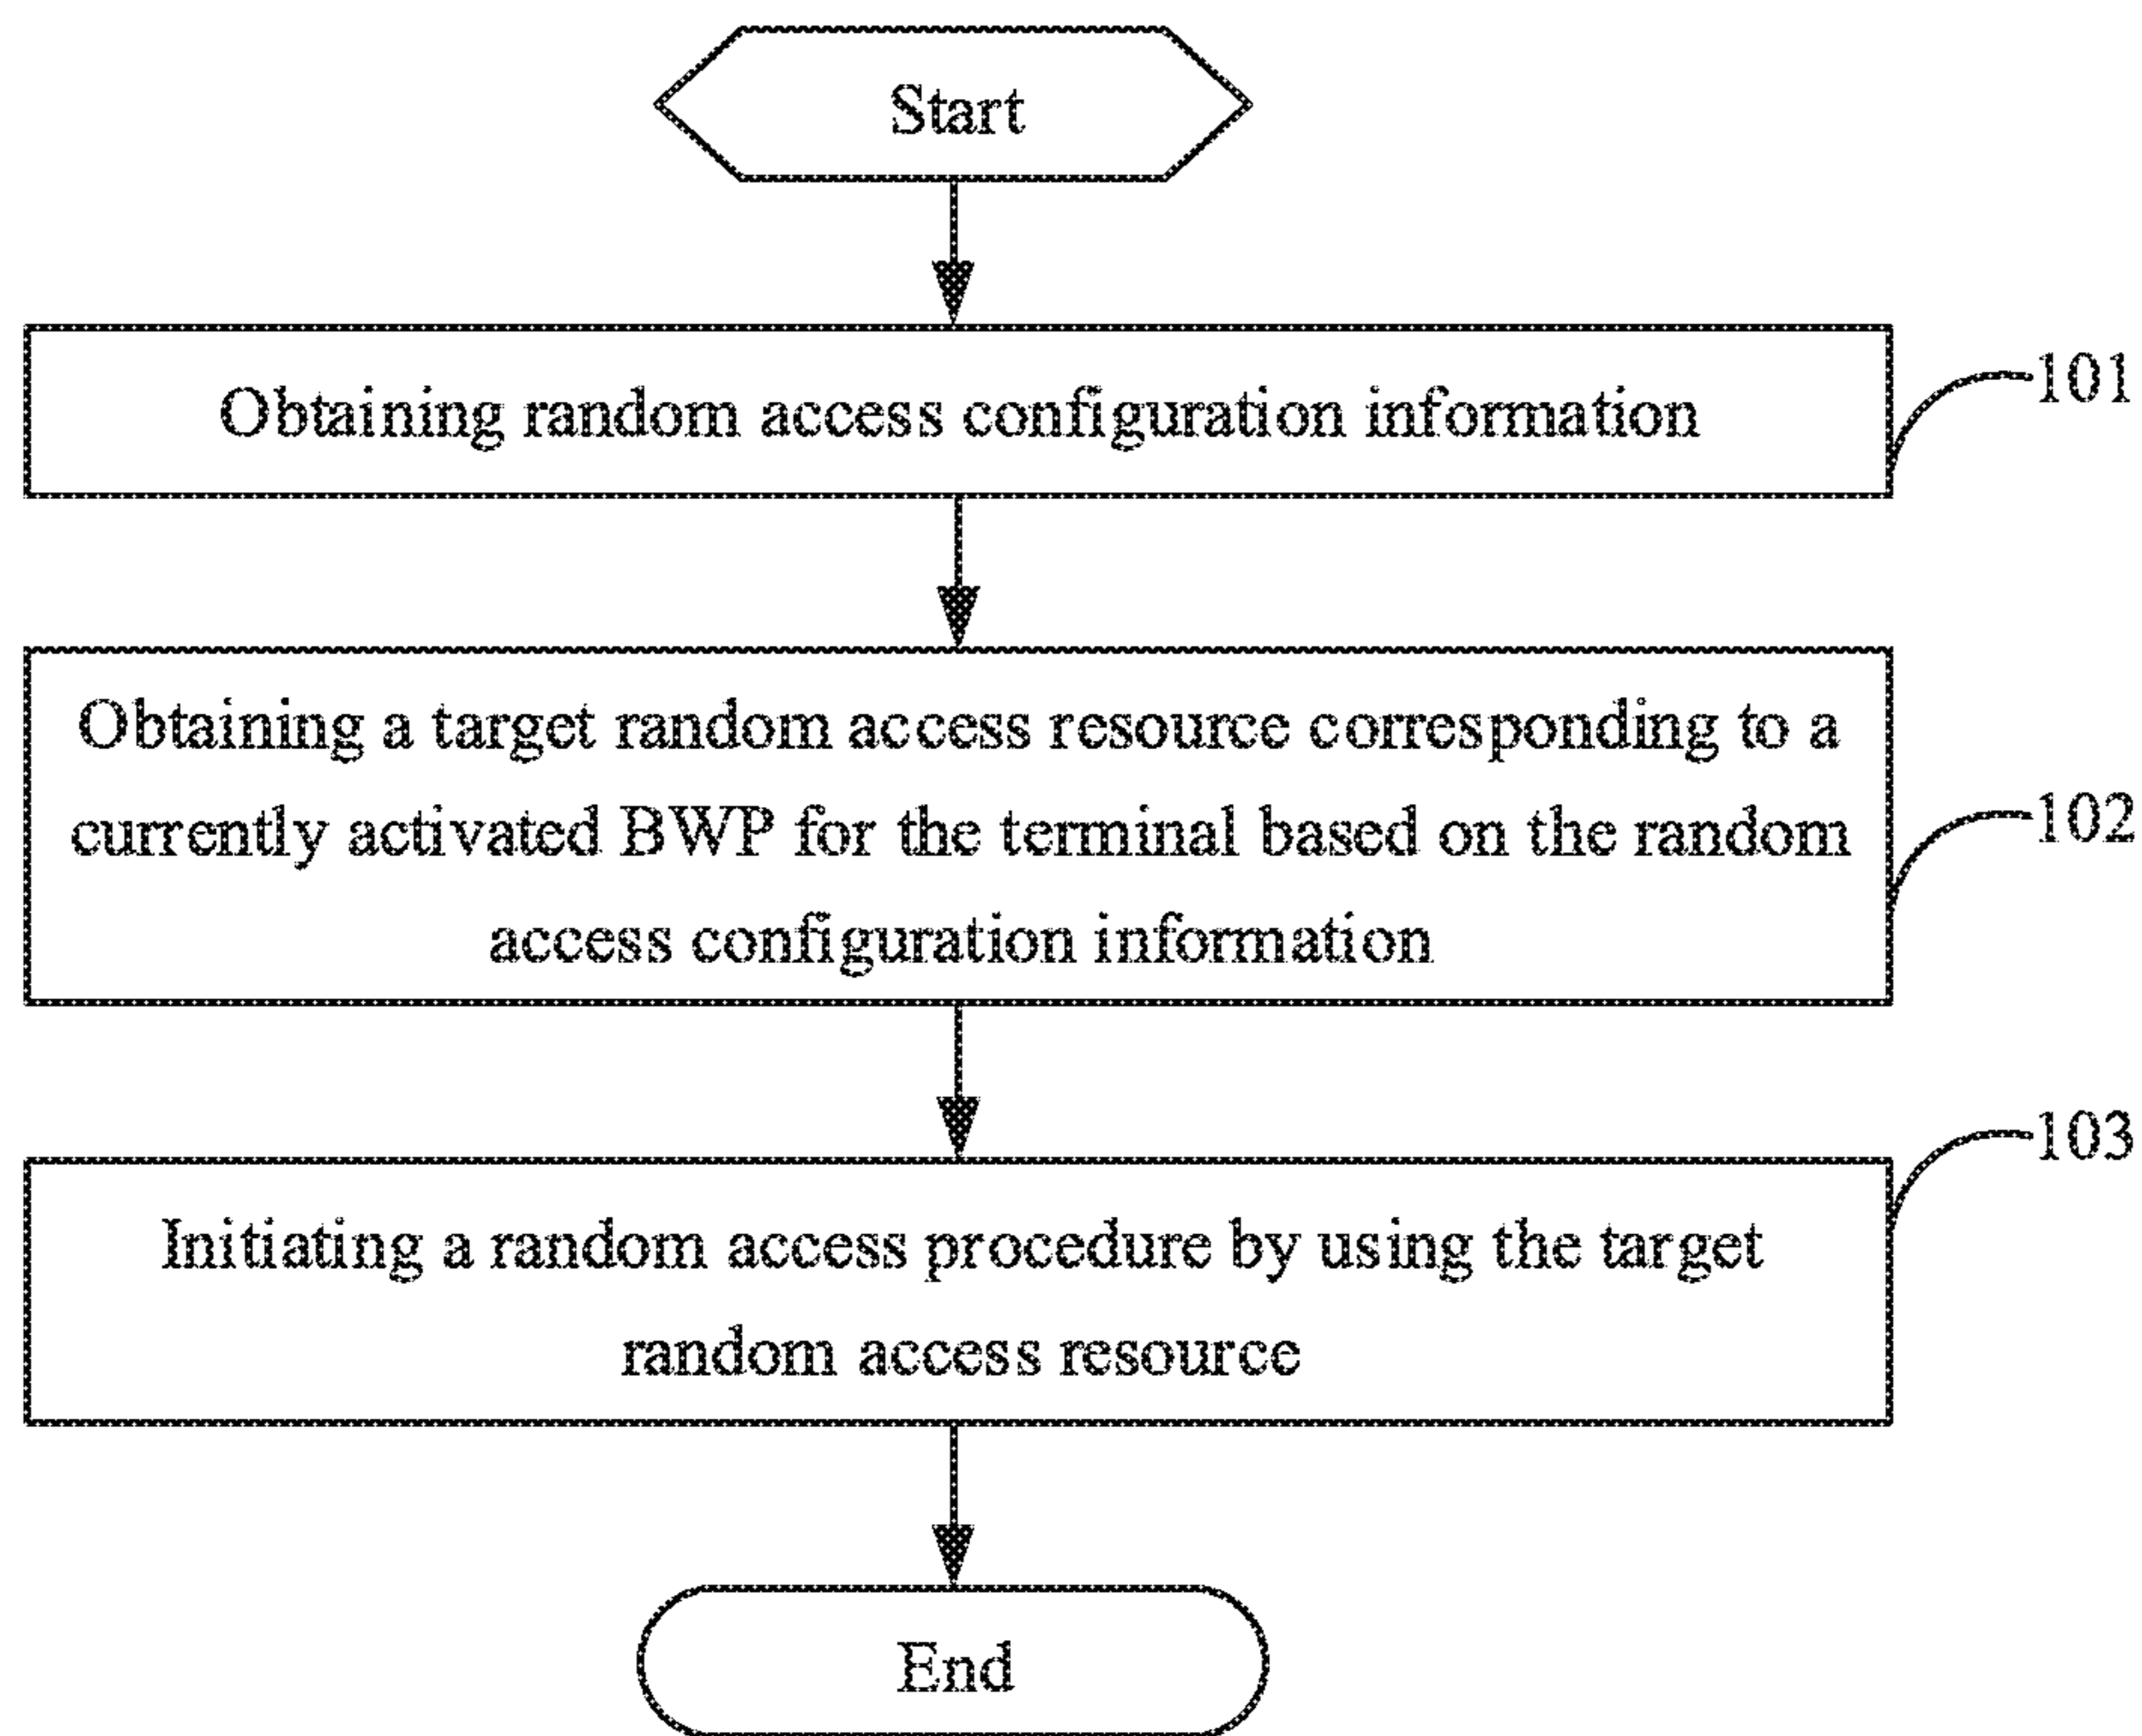 Start
Obtaining random access configuration information
101
Obtaining a target random access resource corresponding to a
currently activated BWP for the terminal based on the random
access configuration information
102
103
Initiating a random access procedure by using the target
random access resource
End